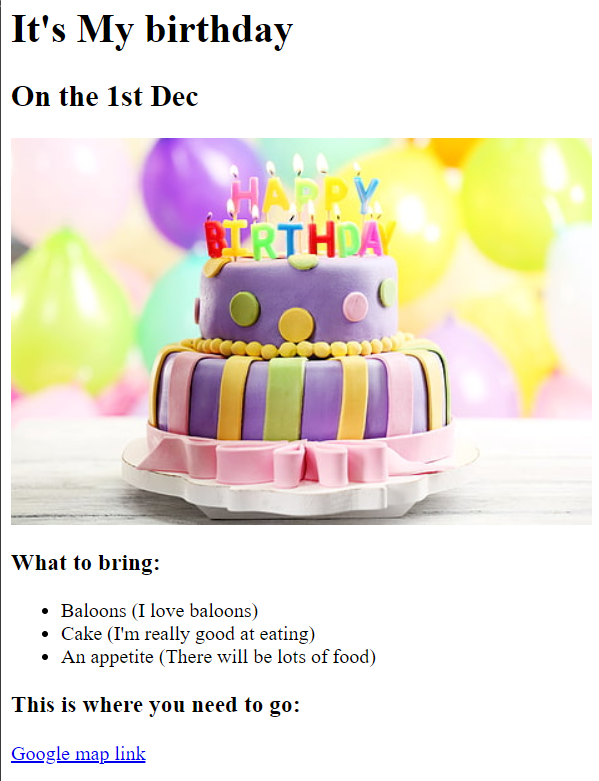 It's My birthday
On the 1st Dec
HAPPY
BIRTHDAY
What to bring:
Baloons (I love baloons)
Cake (I'm really good at eating)
An appetite (There will be lots of food)
This is where you need to go:
Google map link